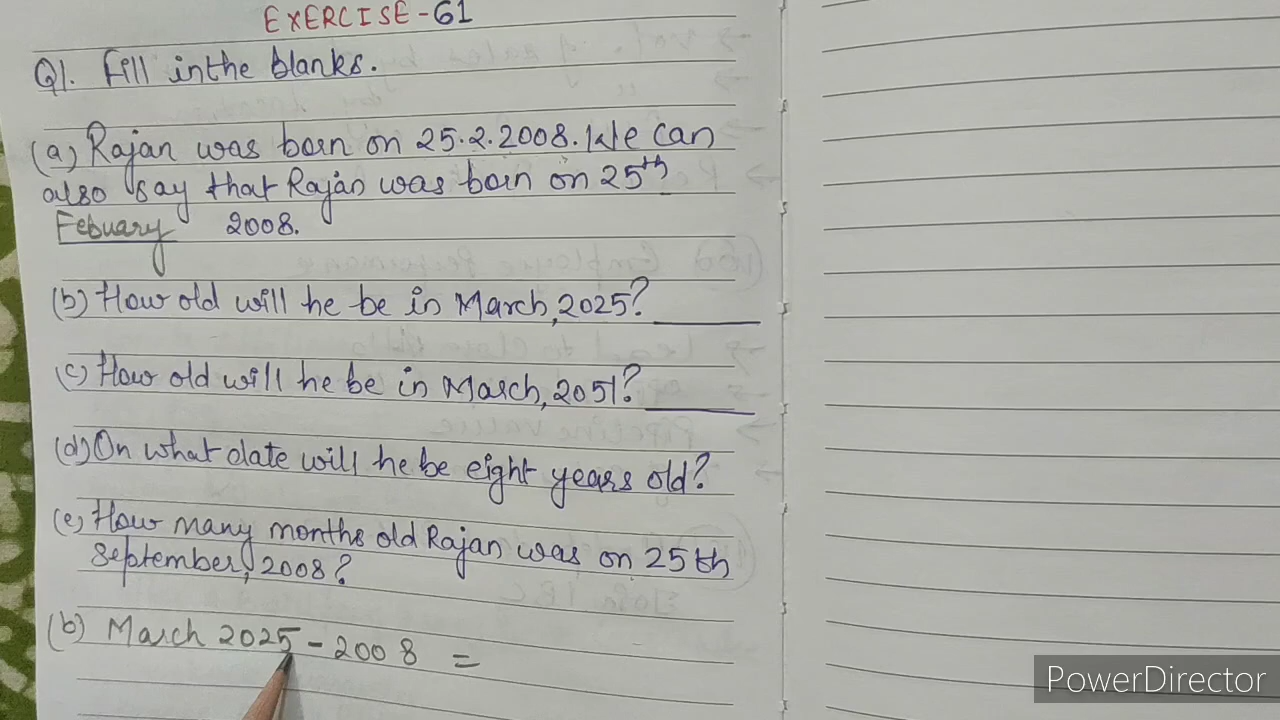 EXERCISE-61
Q1. Fill in the blanks.
(a) Rajan was born on 25.2.2008. We can
also say that Rajan was born on 25th
Febuary 2008.
(b) How old will he be in March, 2025?
(c) How old will he be in March, 2051?
(d) On what date will he be eight years old?
(e) How many months old Rajan was on 25th
September, 2008?
(b) March 2025 - 2008 =
PowerDirector